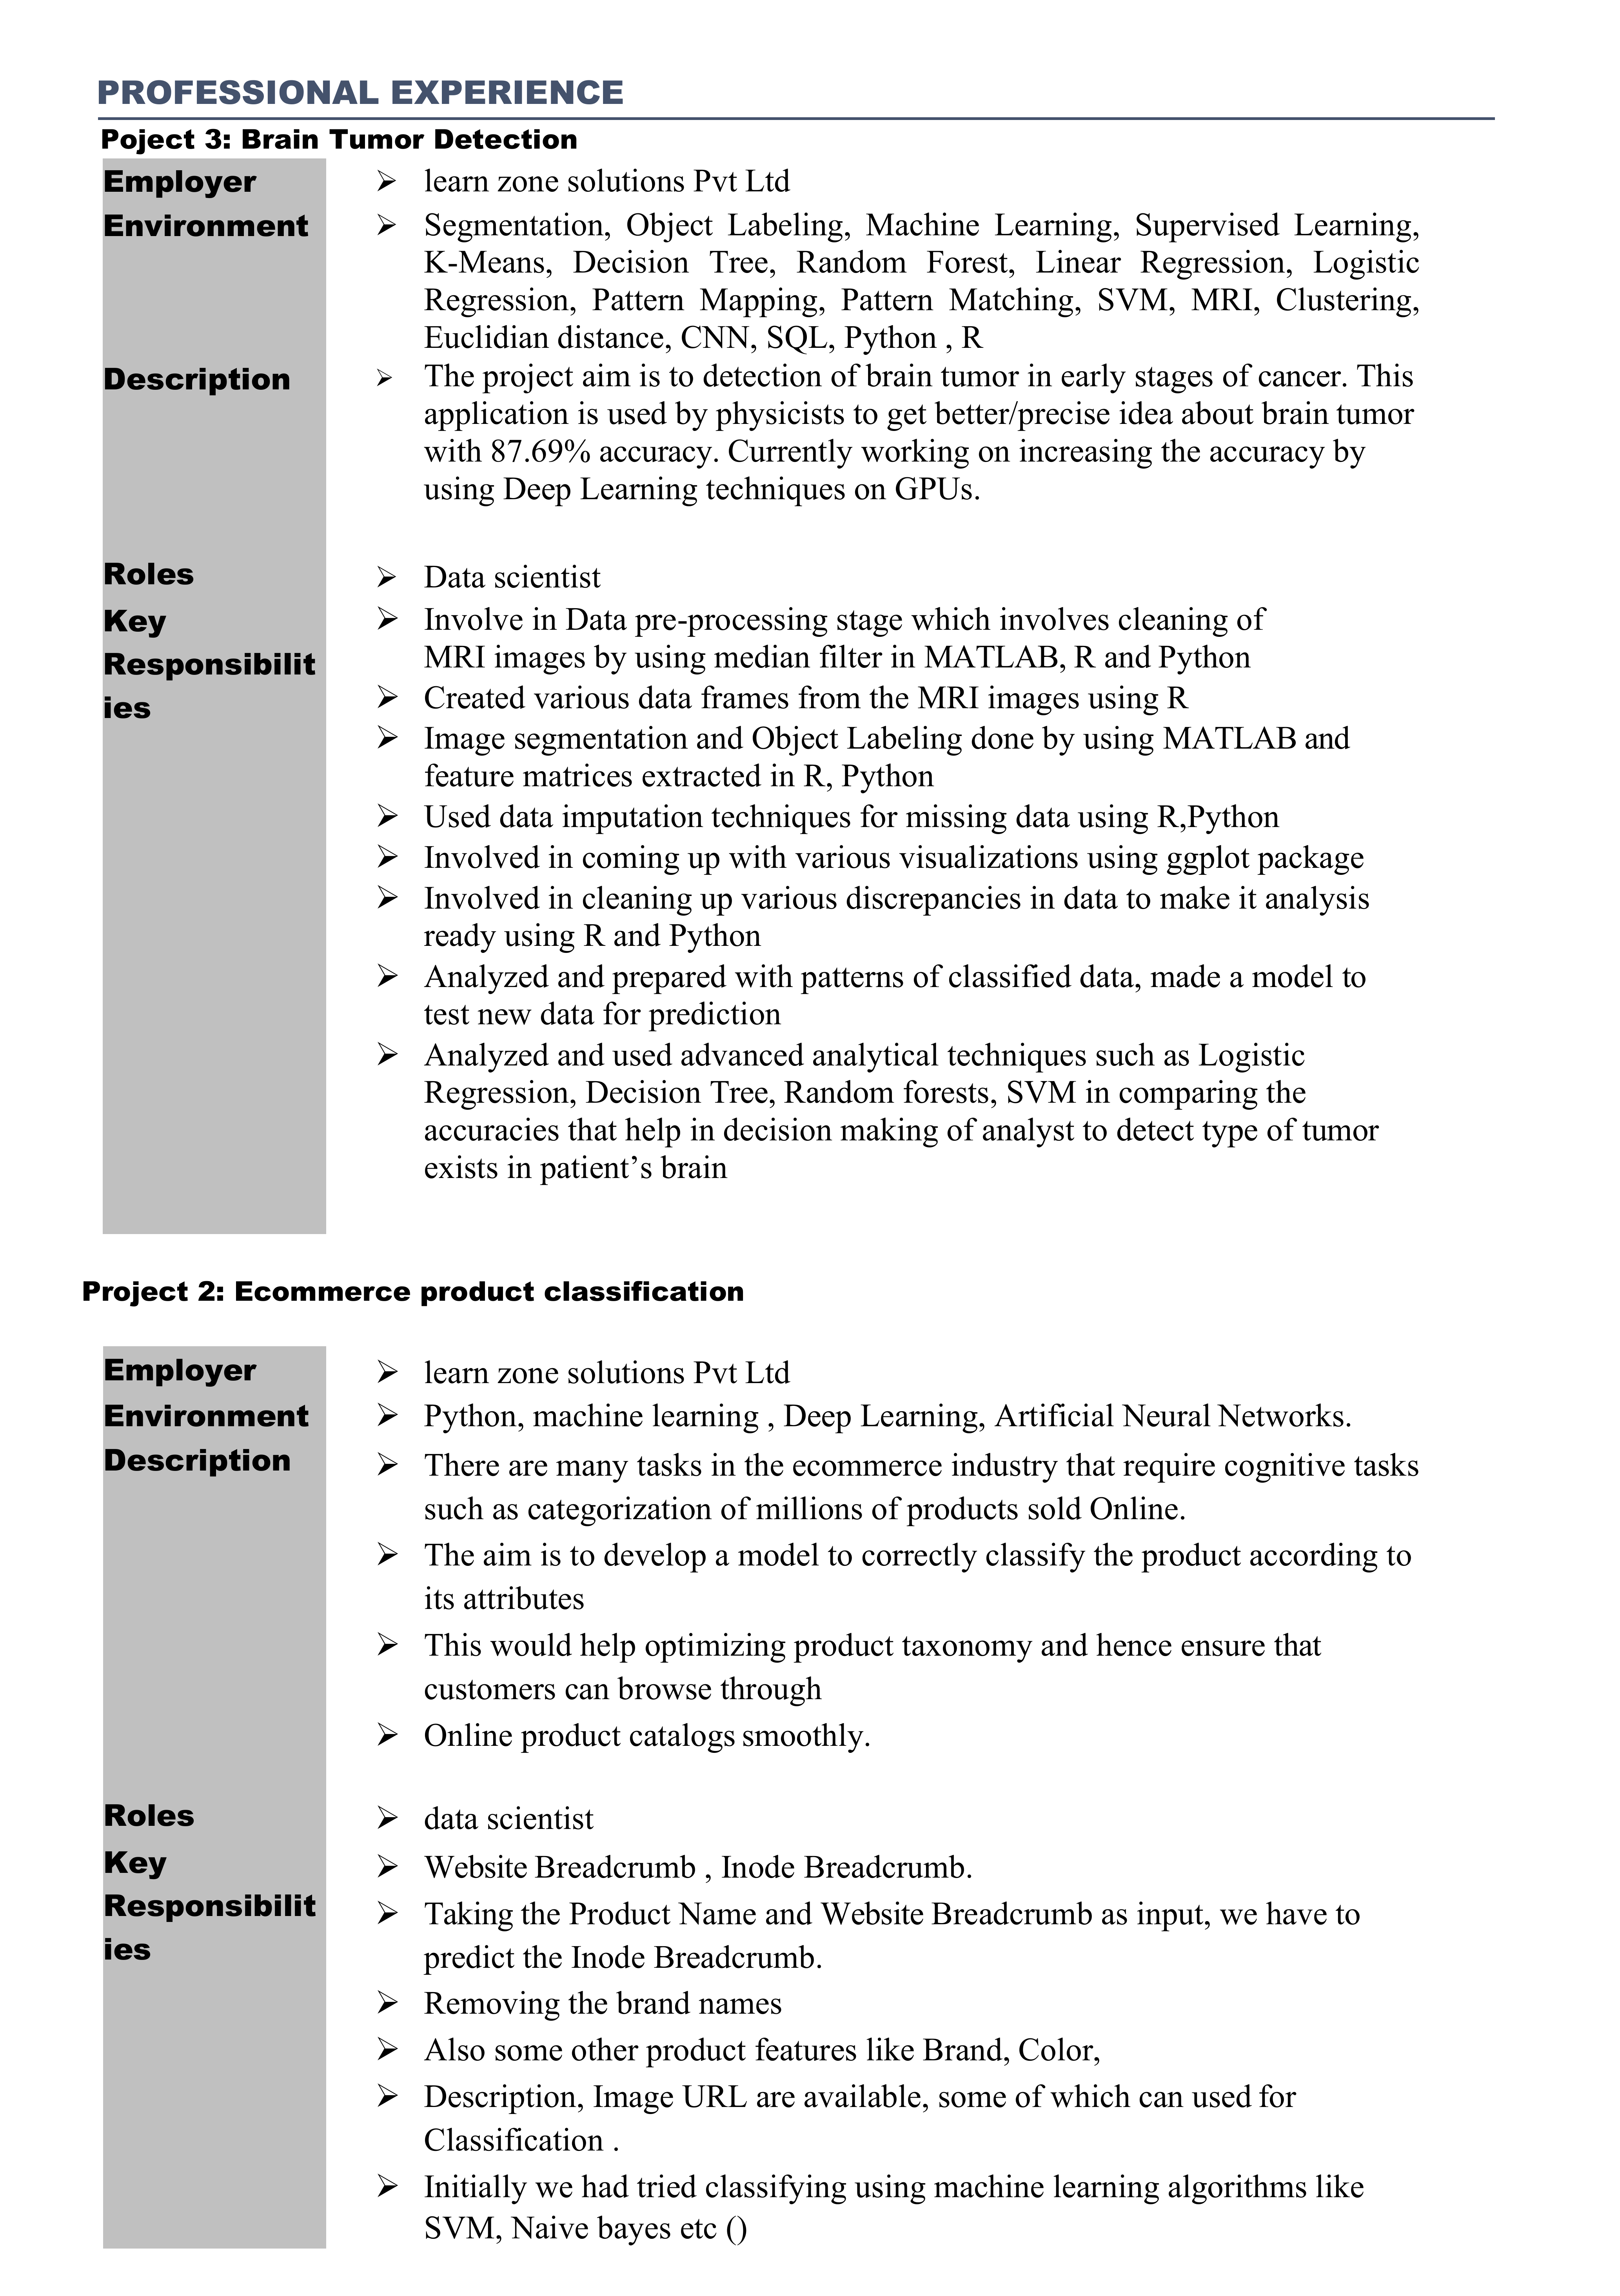 PROFESSIONAL EXPERIENCE
Poject 3: Brain Tumor Detection
Employer
➢ learn zone solutions Pvt Ltd
Environment
➢ Segmentation, Object Labeling, Machine Learning, Supervised Learning,
K-Means, Decision Tree, Random Forest, Linear Regression, Logistic
Regression, Pattern Mapping, Pattern Matching, SVM, MRI, Clustering,
Euclidian distance, CNN, SQL, Python , R
Description
➢ The project aim is to detection of brain tumor in early stages of cancer. This
application is used by physicists to get better/precise idea about brain tumor
with 87.69% accuracy. Currently working on increasing the accuracy by
using Deep Learning techniques on GPUs.
Roles
➢ Data scientist
Key
Responsibilit
ies
➢ Involve in Data pre-processing stage which involves cleaning of
MRI images by using median filter in MATLAB, R and Python
➢ Created various data frames from the MRI images using R
➢ Image segmentation and Object Labeling done by using MATLAB and
feature matrices extracted in R, Python
➢ Used data imputation techniques for missing data using R,Python
➢ Involved in coming up with various visualizations using ggplot package
➢ Involved in cleaning up various discrepancies in data to make it analysis
ready using R and Python
➢ Analyzed and prepared with patterns of classified data, made a model to
test new data for prediction
➢ Analyzed and used advanced analytical techniques such as Logistic
Regression, Decision Tree, Random forests, SVM in comparing the
accuracies that help in decision making of analyst to detect type of tumor
exists in patient’s brain
Project 2: Ecommerce product classification
Employer
➢ learn zone solutions Pvt Ltd
Environment
➢ Python, machine learning , Deep Learning, Artificial Neural Networks.
Description
➢ There are many tasks in the ecommerce industry that require cognitive tasks
such as categorization of millions of products sold Online.
➢ The aim is to develop a model to correctly classify the product according to
its attributes
➢ This would help optimizing product taxonomy and hence ensure that
customers can browse through
➢ Online product catalogs smoothly.
Roles
➢ data scientist
Key
Responsibilit
ies
➢ Website Breadcrumb , Inode Breadcrumb.
➢ Taking the Product Name and Website Breadcrumb as input, we have to
predict the Inode Breadcrumb.
➢ Removing the brand names
➢ Also some other product features like Brand, Color,
➢ Description, Image URL are available, some of which can used for
Classification .
➢ Initially we had tried classifying using machine learning algorithms like
SVM, Naive bayes etc ()